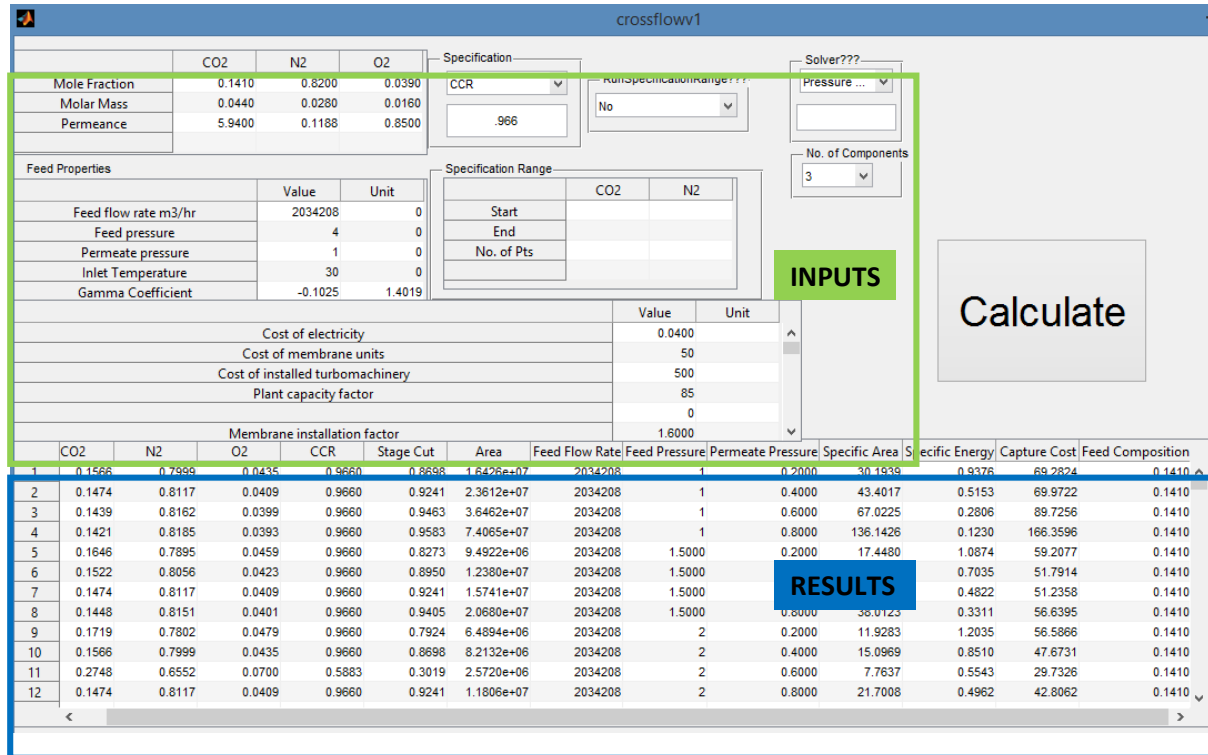 crossflowv1
CO2 N2 O2
Mole Fraction 0.1410 0.8200 0.0390
Molar Mass 0.0440 0.0280 0.0160
Permeance 5.9400 0.1188 0.8500
Specification
CCR
.966
RunSpecificationRange???
No
Solver???
Pressure ...
No. of Components
3
Feed Properties
Value Unit
Feed flow rate m3/hr 2034208 0
Feed pressure 4 0
Permeate pressure 1 0
Inlet Temperature 30 0
Gamma Coefficient -0.1025 1.4019
Specification Range
CO2 N2
Start
End
No. of Pts
INPUTS
Calculate
Value Unit
Cost of electricity 0.0400
Cost of membrane units 50
Cost of installed turbomachinery 500
Plant capacity factor 85
0
Membrane installation factor 1.6000
CO2 N2 O2 CCR Stage Cut Area Feed Flow Rate Feed Pressure Permeate Pressure Specific Area Specific Energy Capture Cost Feed Composition
1 0.1566 0.7999 0.0435 0.9660 0.8698 1.6426e+07 2034208 1 0.2000 30.1939 0.9376 69.2824 0.1410
2 0.1474 0.8117 0.0409 0.9660 0.9241 2.3612e+07 2034208 1 0.4000 43.4017 0.5153 69.9722 0.1410
3 0.1439 0.8162 0.0399 0.9660 0.9463 3.6462e+07 2034208 1 0.6000 67.0225 0.2806 89.7256 0.1410
4 0.1421 0.8185 0.0393 0.9660 0.9583 7.4065e+07 2034208 1 0.8000 136.1426 0.1230 166.3596 0.1410
5 0.1646 0.7895 0.0459 0.9660 0.8273 9.4922e+06 2034208 1.5000 0.2000 17.4480 1.0874 59.2077 0.1410
6 0.1522 0.8056 0.0423 0.9660 0.8950 1.2380e+07 2034208 1.5000 0.7035 51.7914 0.1410
7 0.1474 0.8117 0.0409 0.9660 0.9241 1.5741e+07 2034208 1.5000 0.4822 51.2358 0.1410
8 0.1448 0.8151 0.0401 0.9660 0.9405 2.0680e+07 2034208 1.5000 0.8000 38.0123 0.3311 56.6395 0.1410
RESULTS
9 0.1719 0.7802 0.0479 0.9660 0.7924 6.4894e+06 2034208 2 0.2000 11.9283 1.2035 56.5866 0.1410
10 0.1566 0.7999 0.0435 0.9660 0.8698 8.2132e+06 2034208 2 0.4000 15.0969 0.8510 47.6731 0.1410
11 0.2748 0.6552 0.0700 0.5883 0.3019 2.5720e+06 2034208 2 0.6000 7.7637 0.5543 29.7326 0.1410
12 0.1474 0.8117 0.0409 0.9660 0.9241 1.1806e+07 2034208 2 0.8000 21.7008 0.4962 42.8062 0.1410